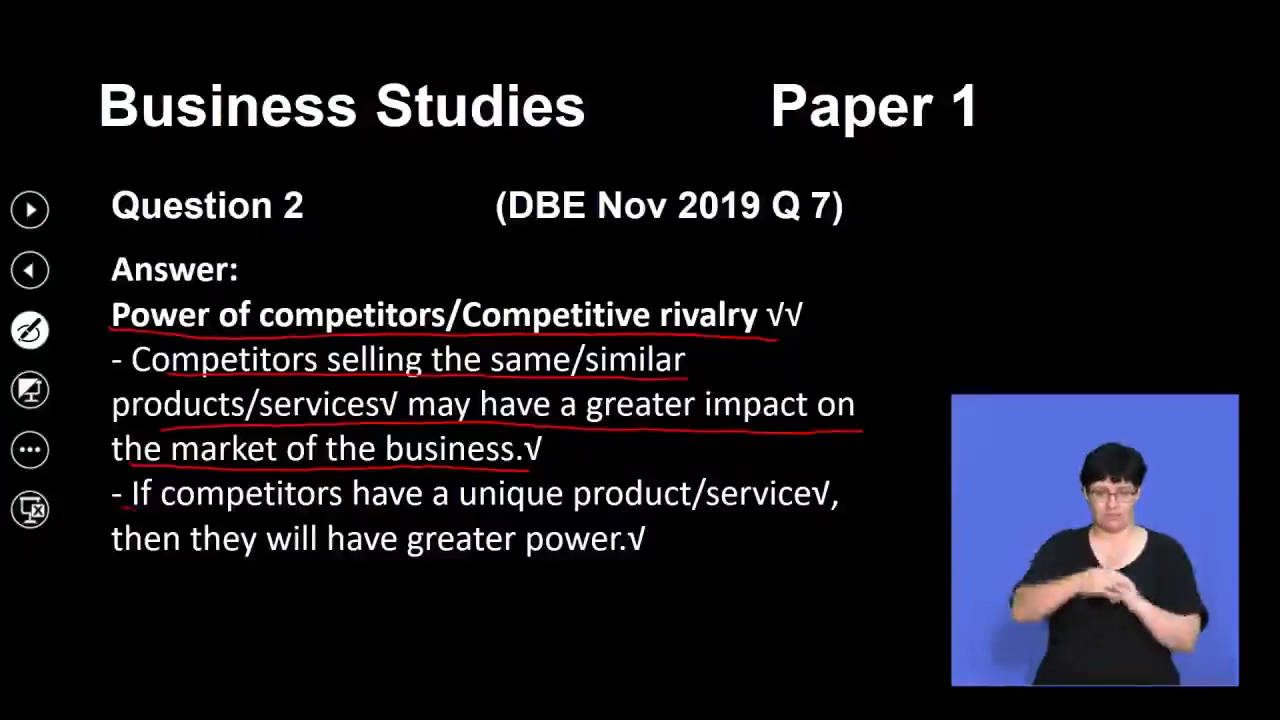 Business Studies Paper 1
Question 2 (DBE Nov 2019 Q 7)
Answer:
Power of competitors/Competitive rivalry √√
- Competitors selling the same/similar
products/services√ may have a greater impact on
the market of the business.√
- If competitors have a unique product/service√,
then they will have greater power.√